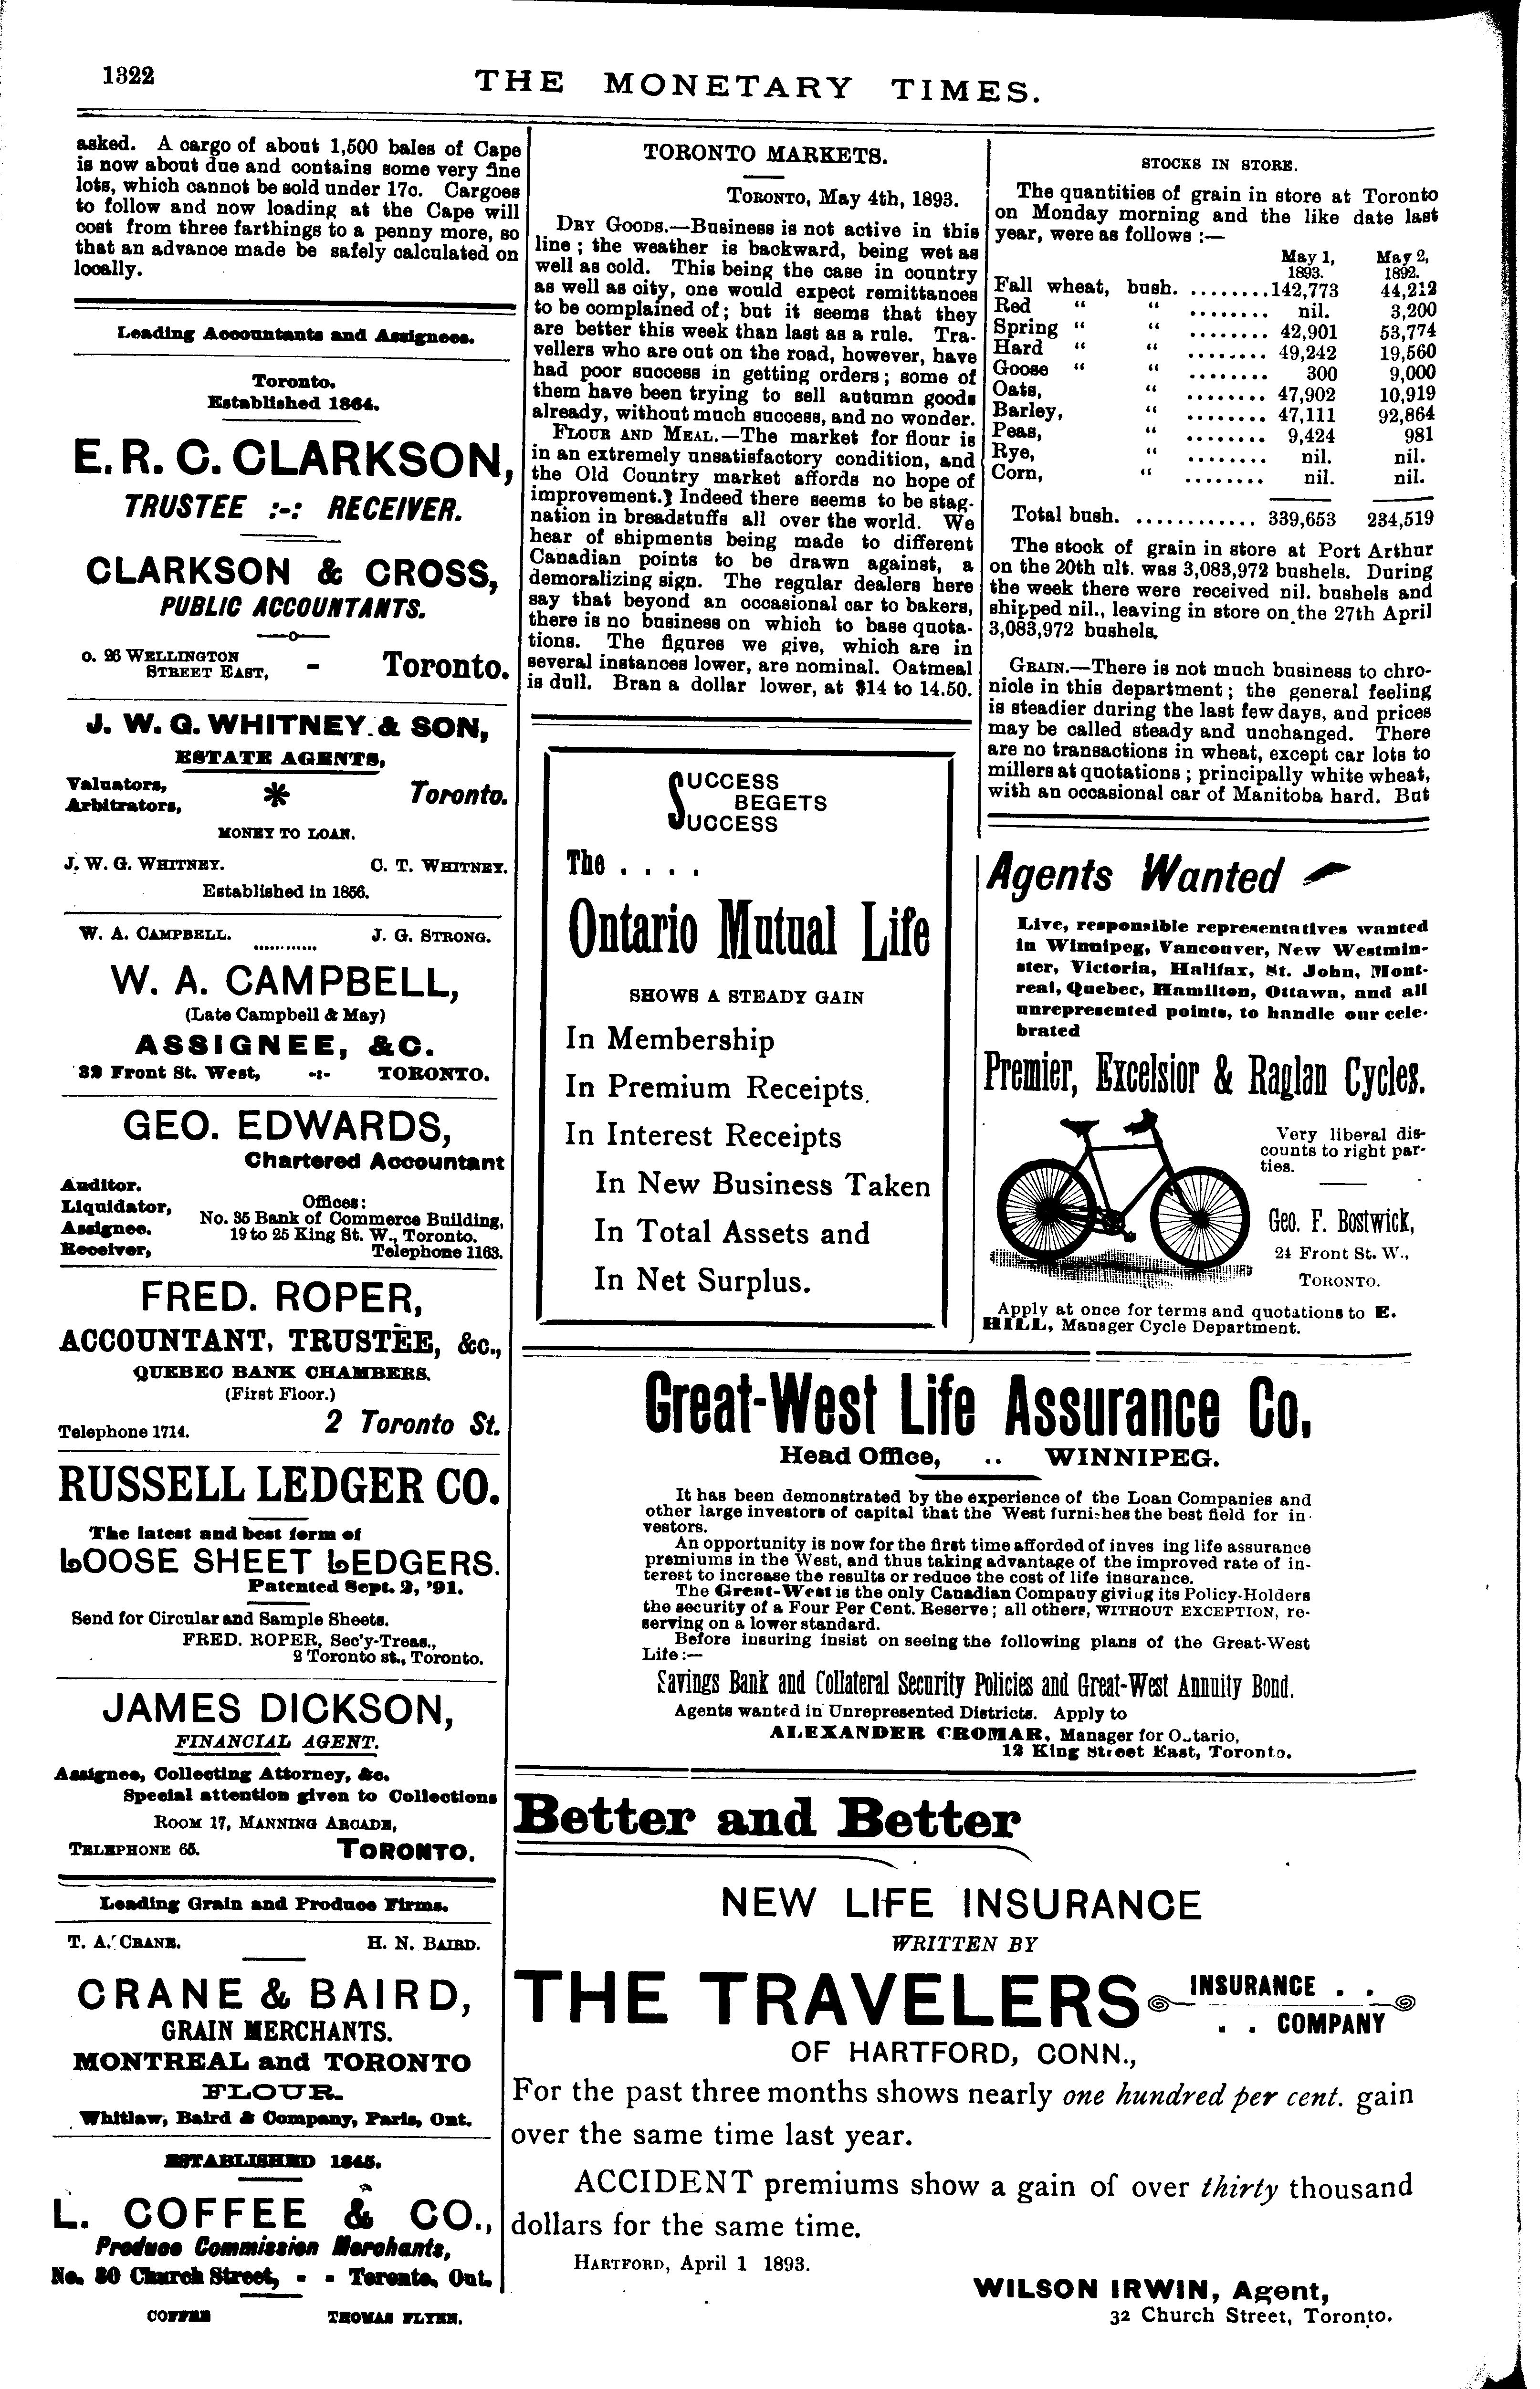 1322
THE MONETARY TIMES.
asked. A cargo of about 1,500 bales of Cape
is now about due and contains some very fine
lots, which cannot be sold under 17c. Cargoes
to follow and now loading at the Cape will
cost from three farthings to a penny more, so
that an advance made be safely calculated on
locally.
Leading Accountants and Assignees.
Toronto.
Established 1864.
E. R. C. CLARKSON,
TRUSTEE :-: RECEIVER.
CLARKSON & CROSS,
PUBLIC ACCOUNTANTS.
o. 26 WELLINGTON
STREET EAST, - Toronto.
J. W. G. WHITNEY & SON,
ESTATE AGENTS,
Valuators,
Arbitrators, * Toronto.
MONEY TO LOAN.
J. W. G. WHITNEY. C. T. WHITNEY.
Established in 1856.
W. A. CAMPBELL. ............ J. G. STRONG.
W. A. CAMPBELL,
(Late Campbell & May)
ASSIGNEE, &C.
32 Front St. West, -:- TORONTO.
GEO. EDWARDS,
Chartered Accountant
Auditor.
Liquidator,
Assignee.
Receiver,
Offices:
No. 35 Bank of Commerce Building,
19 to 25 King St. W., Toronto.
Telephone 1163.
FRED. ROPER,
ACCOUNTANT, TRUSTEE, &c.,
QUEBEC BANK CHAMBERS.
(First Floor.)
Telephone 1714. 2 Toronto St.
RUSSELL LEDGER CO.
The latest and best form of
LOOSE SHEET LEDGERS.
Patented Sept. 2, '91.
Send for Circular and Sample Sheets.
FRED. ROPER, Sec'y-Treas.,
2 Toronto st., Toronto.
JAMES DICKSON,
FINANCIAL AGENT.
Assignee, Collecting Attorney, &c.
Special attention given to Collections
ROOM 17, MANNING ARCADE,
TELEPHONE 65. TORONTO.
Leading Grain and Produce Firms.
T. A. CRANE. H. N. BAIRD.
CRANE & BAIRD,
GRAIN MERCHANTS.
MONTREAL and TORONTO
FLOUR.
Whitlaw, Baird & Company, Paris, Ont.
ESTABLISHED 1845.
L. COFFEE & CO.,
Produce Commission Merchants,
No. 30 Church Street, - - Toronto, Ont.
COFFEE THOMAS FLYNN.
TORONTO MARKETS.
TORONTO, May 4th, 1893.
DRY GOODS.—Business is not active in this
line; the weather is backward, being wet as
well as cold. This being the case in country
as well as city, one would expect remittances
to be complained of; but it seems that they
are better this week than last as a rule. Tra-
vellers who are out on the road, however, have
had poor success in getting orders; some of
them have been trying to sell autumn goods
already, without much success, and no wonder.
FLOUR AND MEAL.—The market for flour is
in an extremely unsatisfactory condition, and
the Old Country market affords no hope of
improvement. Indeed there seems to be stag-
nation in breadstuffs all over the world. We
hear of shipments being made to different
Canadian points to be drawn against, a
demoralizing sign. The regular dealers here
say that beyond an occasional car to bakers,
there is no business on which to base quota-
tions. The figures we give, which are in
several instances lower, are nominal. Oatmeal
is dull. Bran a dollar lower, at $14 to 14.50.
SUCCESS
BEGETS
SUCCESS
The . . . .
Ontario Mutual Life
SHOWS A STEADY GAIN
In Membership
In Premium Receipts.
In Interest Receipts
In New Business Taken
In Total Assets and
In Net Surplus.
STOCKS IN STORE.
The quantities of grain in store at Toronto
on Monday morning and the like date last
year, were as follows :—
May 1, May 2,
1893. 1892.
Fall wheat, bush. ........142,773 44,212
Red " " ........ nil. 3,200
Spring " " ........ 42,901 53,774
Hard " " ........ 49,242 19,560
Goose " " ........ 300 9,000
Oats, " ........ 47,902 10,919
Barley, " ........ 47,111 92,864
Peas, " ........ 9,424 981
Rye, " ........ nil. nil.
Corn, " ........ nil. nil.
Total bush. ............ 339,653 234,519
The stock of grain in store at Port Arthur
on the 20th ult. was 3,083,972 bushels. During
the week there were received nil. bushels and
shipped nil., leaving in store on the 27th April
3,083,972 bushels.
GRAIN.—There is not much business to chro-
nicle in this department; the general feeling
is steadier during the last few days, and prices
may be called steady and unchanged. There
are no transactions in wheat, except car lots to
millers at quotations; principally white wheat,
with an occasional car of Manitoba hard. But
Agents Wanted
Live, responsible representatives wanted
in Winnipeg, Vancouver, New Westmin-
ster, Victoria, Halifax, St. John, Mont-
real, Quebec, Hamilton, Ottawa, and all
unrepresented points, to handle our cele-
brated
Premier, Excelsior & Raglan Cycles.
Very liberal dis-
counts to right par-
ties.
Geo. F. Bostwick,
24 Front St. W.,
TORONTO.
Apply at once for terms and quotations to E.
HILL, Manager Cycle Department.
Great-West Life Assurance Co.
Head Office, .. WINNIPEG.
It has been demonstrated by the experience of the Loan Companies and
other large investors of capital that the West furnishes the best field for in-
vestors.
An opportunity is now for the first time afforded of inves ing life assurance
premiums in the West, and thus taking advantage of the improved rate of in-
terest to increase the results or reduce the cost of life insurance.
The Great-West is the only Canadian Company giving its Policy-Holders
the security of a Four Per Cent. Reserve; all others, WITHOUT EXCEPTION, re-
serving on a lower standard.
Before insuring insist on seeing the following plans of the Great-West
Life:—
Savings Bank and Collateral Security Policies and Great-West Annuity Bond.
Agents wanted in Unrepresented Districts. Apply to
ALEXANDER CROMAR, Manager for Ontario,
12 King Street East, Toronto.
Better and Better
NEW LIFE INSURANCE
WRITTEN BY
THE TRAVELERS INSURANCE . .
. . COMPANY
OF HARTFORD, CONN.,
For the past three months shows nearly one hundred per cent. gain
over the same time last year.
ACCIDENT premiums show a gain of over thirty thousand
dollars for the same time.
HARTFORD, April 1 1893.
WILSON IRWIN, Agent,
32 Church Street, Toronto.